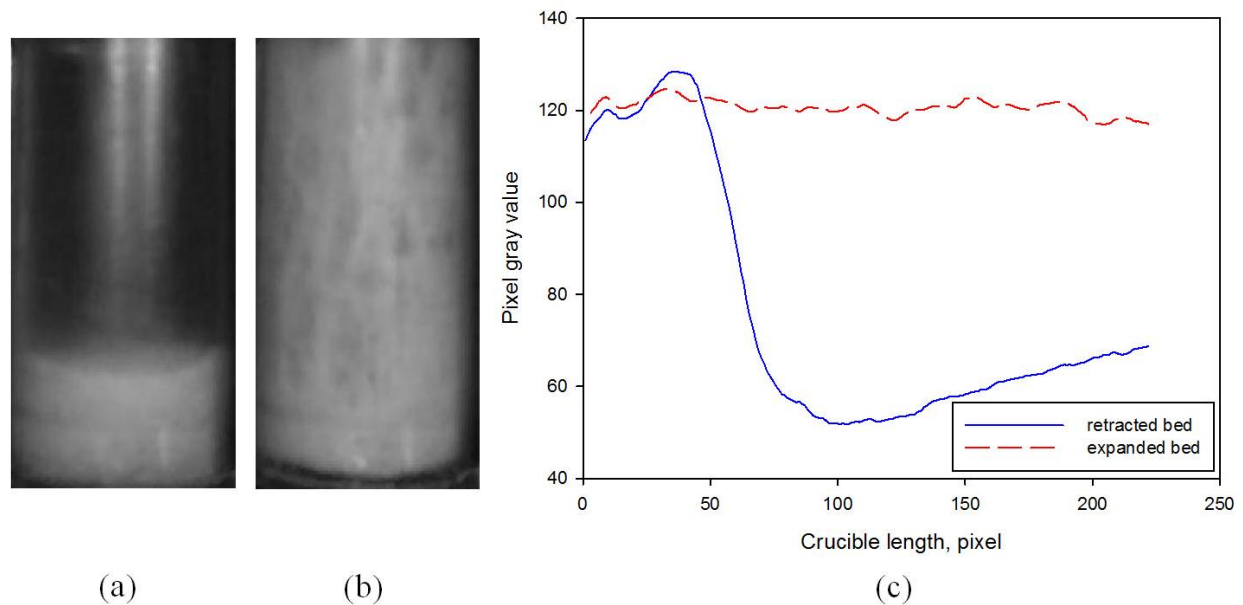 140
120
100
80
60
40
Pixel gray value
0
50
100
150
200
250
Crucible length, pixel
retracted bed
expanded bed
(a)
(b)
(c)